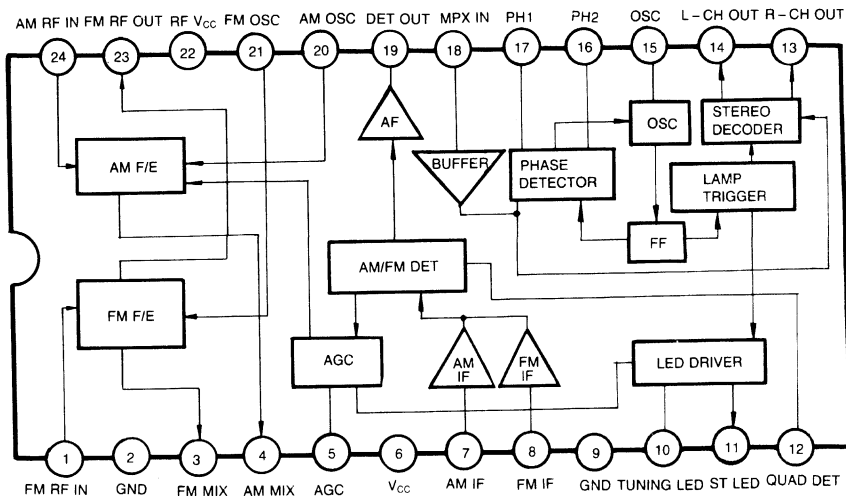 AM RF IN FM RF OUT RF VCC FM OSC AM OSC DET OUT MPX IN PH1 PH2 OSC L-CH OUT R-CH OUT
24 23 22 21 20 19 18 17 16 15 14 13
AF
OSC
STEREO
DECODER
AM F/E
BUFFER
PHASE
DETECTOR
LAMP
TRIGGER
FF
AM/FM DET
FM F/E
AGC
AM
IF
FM
IF
LED DRIVER
1 2 3 4 5 6 7 8 9 10 11 12
FM RF IN GND FM MIX AM MIX AGC VCC AM IF FM IF GND TUNING LED ST LED QUAD DET